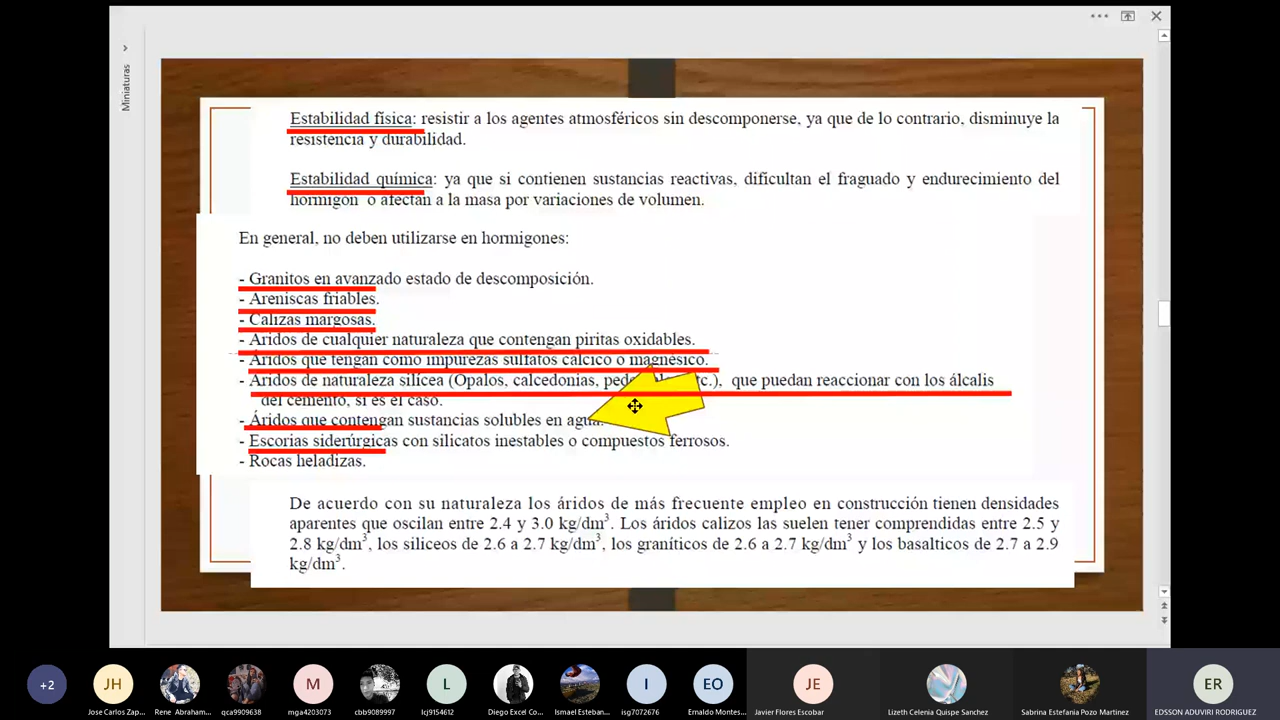 Miniaturas
Estabilidad física: resistir a los agentes atmosféricos sin descomponerse, ya que de lo contrario, disminuye la
resistencia y durabilidad.
Estabilidad química: ya que si contienen sustancias reactivas, dificultan el fraguado y endurecimiento del
hormigón o afectan a la masa por variaciones de volumen.
En general, no deben utilizarse en hormigones:
- Granitos en avanzado estado de descomposición.
- Areniscas friables.
- Calizas margosas.
- Áridos de cualquier naturaleza que contengan piritas oxidables.
- Áridos que tengan como impurezas sulfatos cálcico o magnésico.
- Áridos de naturaleza silícea (Opalos, calcedonias, que puedan reaccionar con los álcalis
del cemento, si es el caso.
- Áridos que contengan sustancias solubles en agua.
- Escorias siderúrgicas con silicatos inestables o compuestos ferrosos.
- Rocas heladizas.
De acuerdo con su naturaleza los áridos de más frecuente empleo en construcción tienen densidades
aparentes que oscilan entre 2.4 y 3.0 kg/dm³. Los áridos calizos las suelen tener comprendidas entre 2.5 y
2.8 kg/dm³, los siliceos de 2.6 a 2.7 kg/dm³, los graníticos de 2.6 a 2.7 kg/dm³ y los basalticos de 2.7 a 2.9
kg/dm³.
+2 JH M L I EO JE ER
Jose Carlos Zap... Rene Abraham... qca9909638 mga4203073 cbb9089997 lcj9154612 Diego Excel Co... Ismael Esteban... isg7072676 Ernaldo Montes... Javier Flores Escobar Lizeth Celenia Quispe Sanchez Sabrina Estefania Pozo Martinez EDSSON ADUVIRI RODRIGUEZ